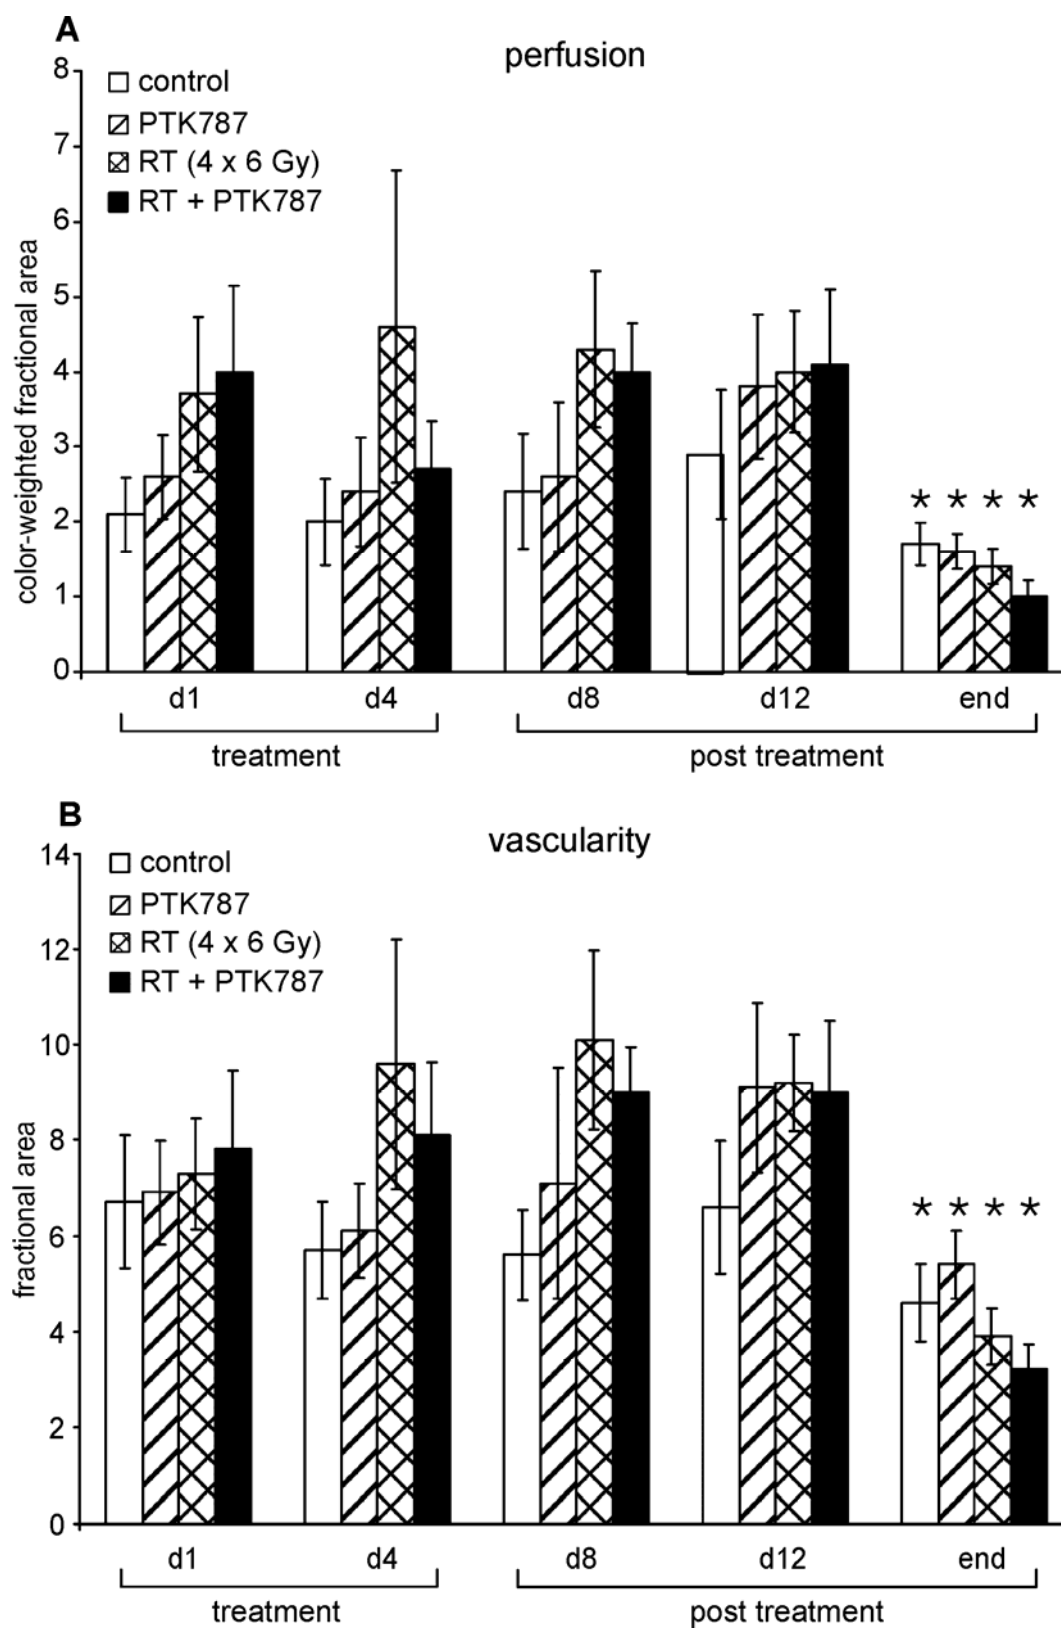 A
perfusion
8
7
6
5
4
3
2
1
0
color-weighted fractional area
control
PTK787
RT (4 x 6 Gy)
RT + PTK787
* * * *
d1 d4 d8 d12 end
treatment post treatment
B
vascularity
14
12
10
8
6
4
2
0
fractional area
control
PTK787
RT (4 x 6 Gy)
RT + PTK787
* * * *
d1 d4 d8 d12 end
treatment post treatment